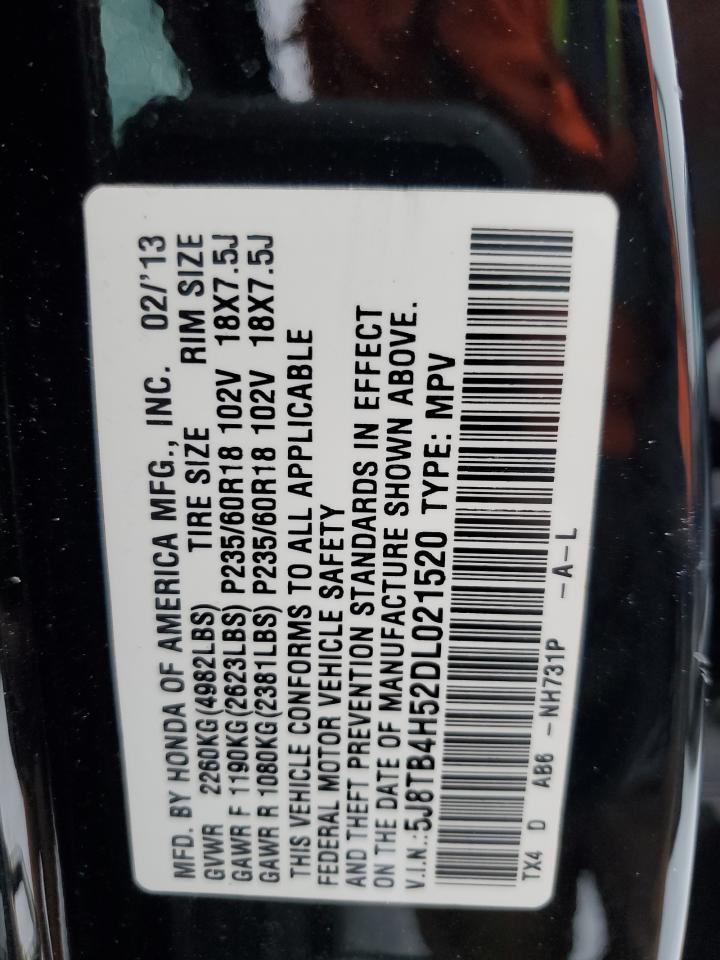 MFD. BY HONDA OF AMERICA MFG., INC. 02/'13
GVWR 2260KG(4982LBS) TIRE SIZE RIM SIZE
GAWR F 1190KG(2623LBS) P235/60R18 102V 18X7.5J
GAWR R 1080KG(2381LBS) P235/60R18 102V 18X7.5J
THIS VEHICLE CONFORMS TO ALL APPLICABLE
FEDERAL MOTOR VEHICLE SAFETY
AND THEFT PREVENTION STANDARDS IN EFFECT
ON THE DATE OF MANUFACTURE SHOWN ABOVE.
V.I.N.:5J8TB4H52DL021520 TYPE: MPV
TX4 D AB6 -NH731P -A-L